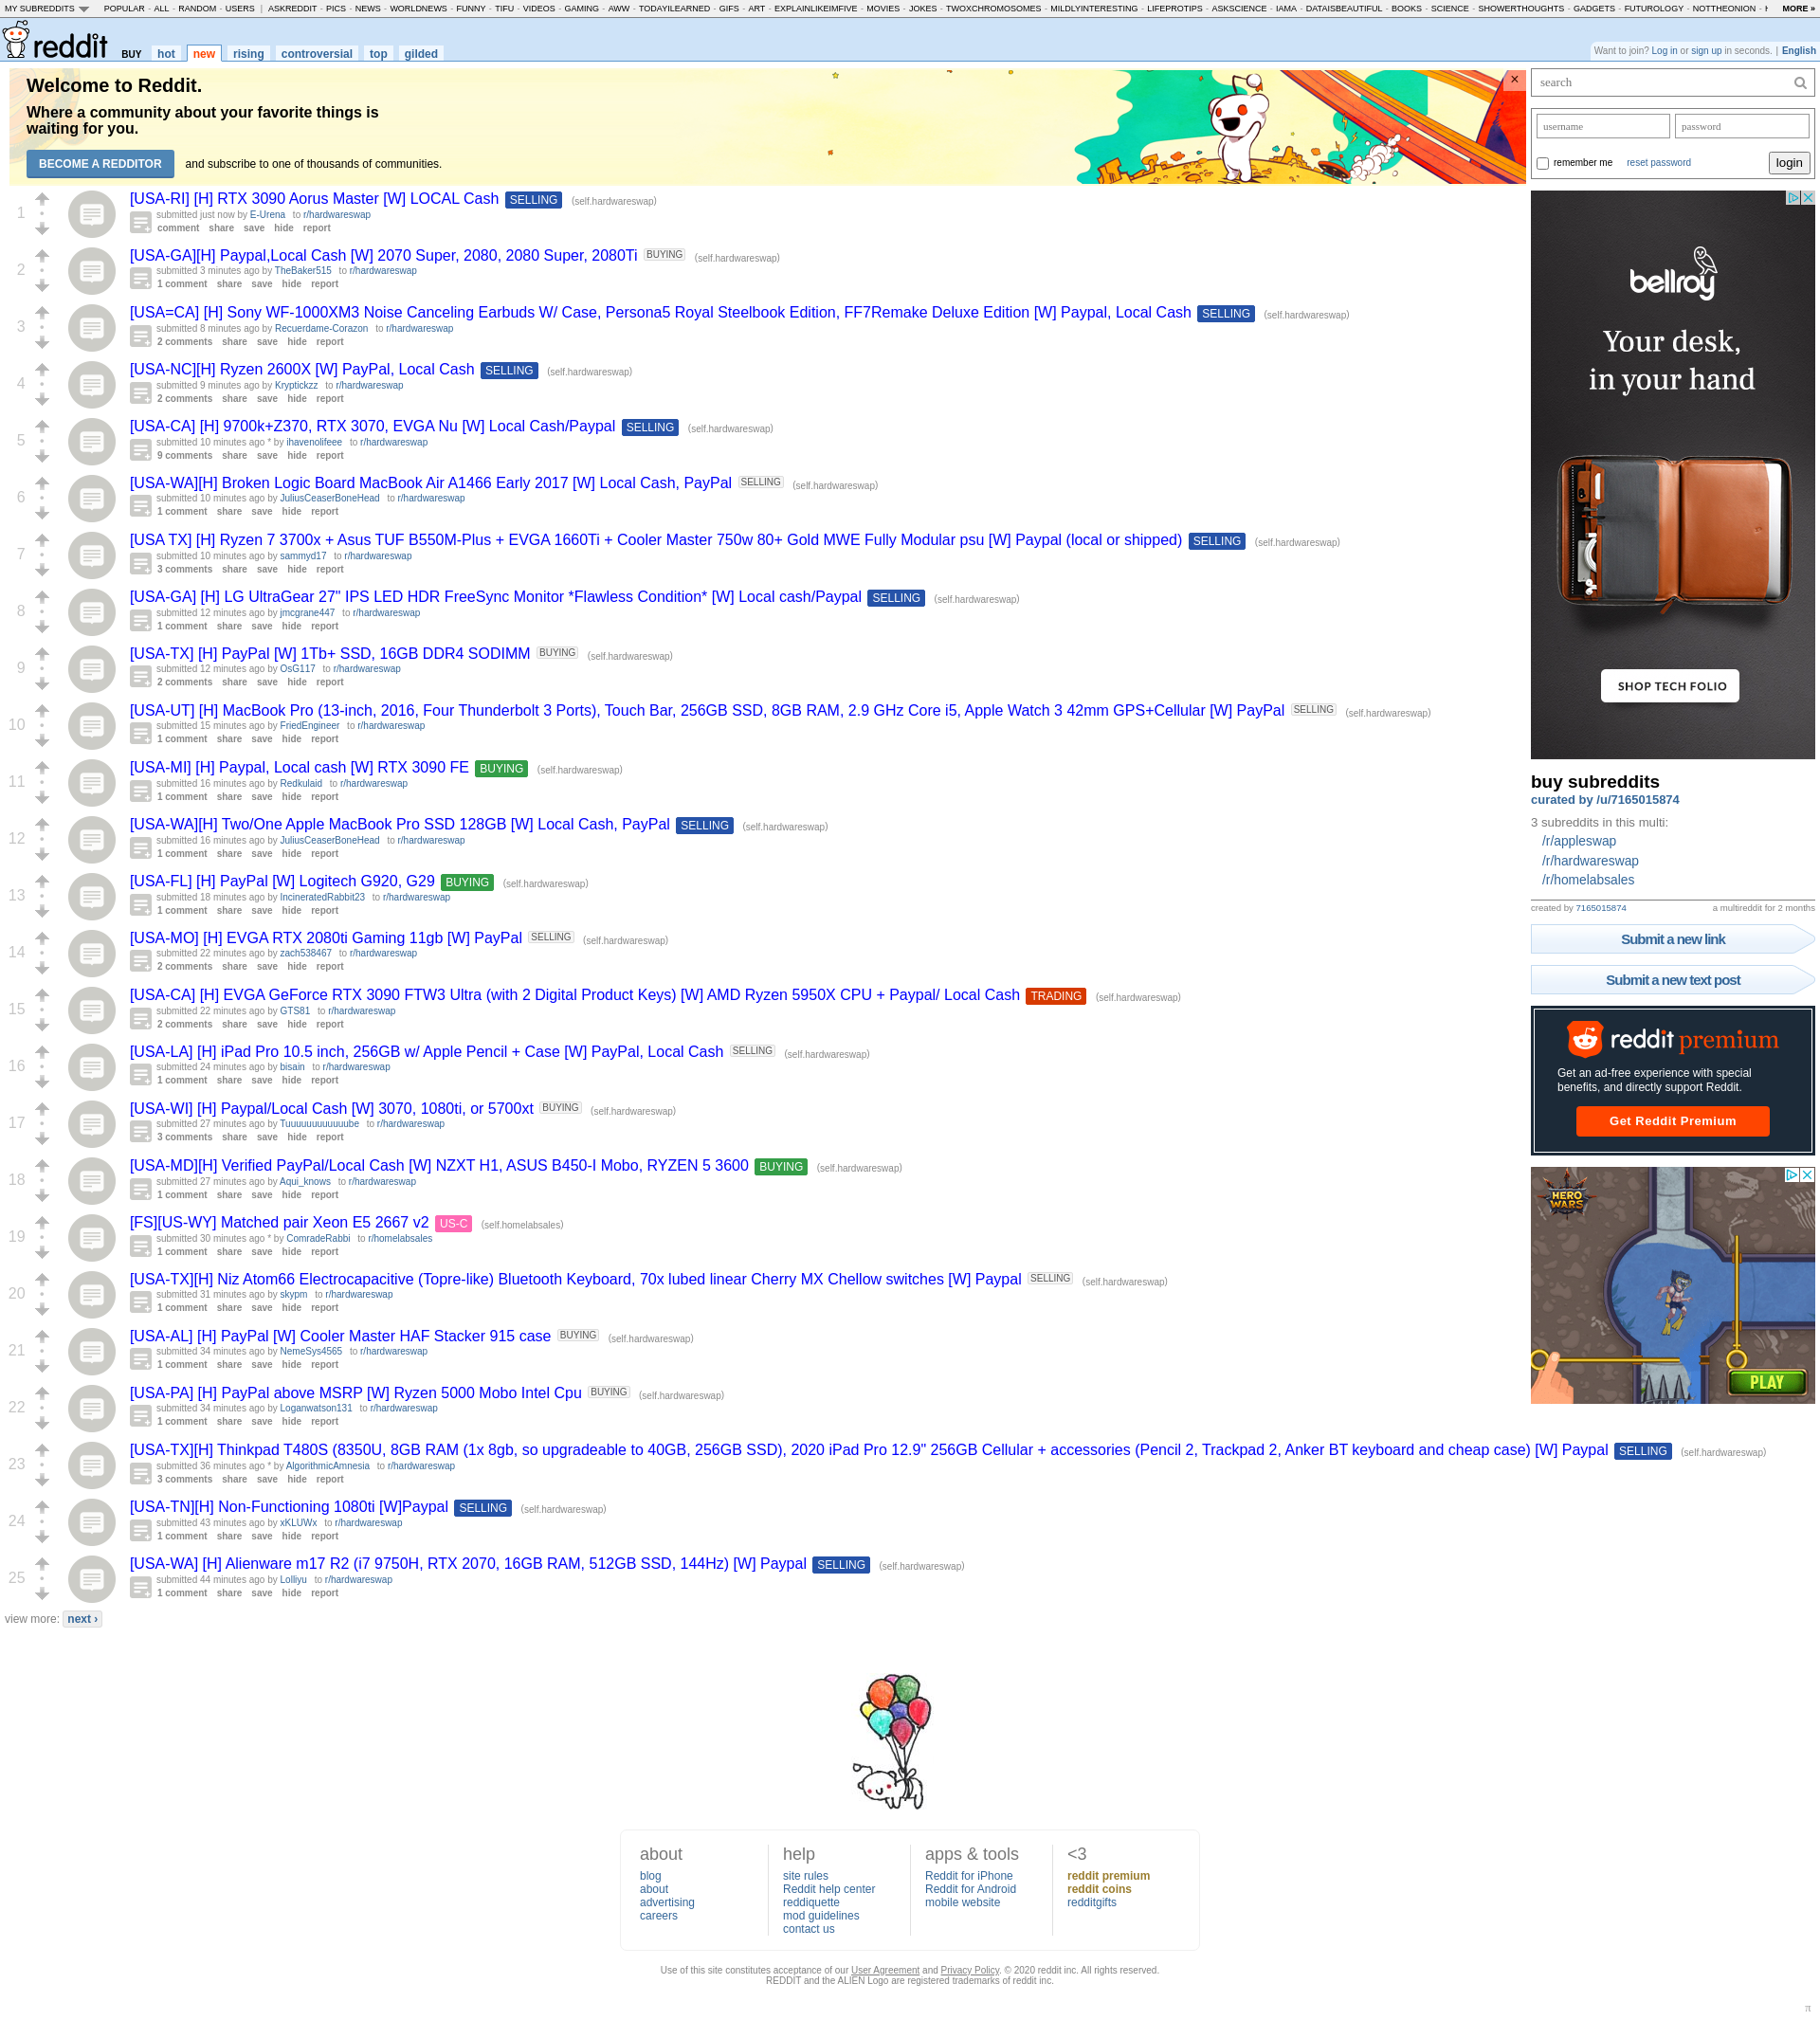 MY SUBREDDITS POPULAR - ALL - RANDOM - USERS | ASKREDDIT - PICS - NEWS - WORLDNEWS - FUNNY - TIFU - VIDEOS - GAMING - AWW - TODAYILEARNED - GIFS - ART - EXPLAINLIKEIMFIVE - MOVIES - JOKES - TWOXCHROMOSOMES - MILDLYINTERESTING - LIFEPROTIPS - ASKSCIENCE - IAMA - DATAISBEAUTIFUL - BOOKS - SCIENCE - SHOWERTHOUGHTS - GADGETS - FUTUROLOGY - NOTTHEONION - MORE »
reddit BUY hot new rising controversial top gilded
Want to join? Log in or sign up in seconds. | English
Welcome to Reddit.
Where a community about your favorite things is
waiting for you.
BECOME A REDDITOR and subscribe to one of thousands of communities.
1 [USA-RI] [H] RTX 3090 Aorus Master [W] LOCAL Cash SELLING (self.hardwareswap)
submitted just now by E-Urena to r/hardwareswap
comment share save hide report
2 [USA-GA][H] Paypal,Local Cash [W] 2070 Super, 2080, 2080 Super, 2080Ti BUYING (self.hardwareswap)
submitted 3 minutes ago by TheBaker515 to r/hardwareswap
1 comment share save hide report
3 [USA=CA] [H] Sony WF-1000XM3 Noise Canceling Earbuds W/ Case, Persona5 Royal Steelbook Edition, FF7Remake Deluxe Edition [W] Paypal, Local Cash SELLING (self.hardwareswap)
submitted 8 minutes ago by Recuerdame-Corazon to r/hardwareswap
2 comments share save hide report
4 [USA-NC][H] Ryzen 2600X [W] PayPal, Local Cash SELLING (self.hardwareswap)
submitted 9 minutes ago by Kryptickzz to r/hardwareswap
2 comments share save hide report
5 [USA-CA] [H] 9700k+Z370, RTX 3070, EVGA Nu [W] Local Cash/Paypal SELLING (self.hardwareswap)
submitted 10 minutes ago * by ihavenolifeee to r/hardwareswap
9 comments share save hide report
6 [USA-WA][H] Broken Logic Board MacBook Air A1466 Early 2017 [W] Local Cash, PayPal SELLING (self.hardwareswap)
submitted 10 minutes ago by JuliusCeaserBoneHead to r/hardwareswap
1 comment share save hide report
7 [USA TX] [H] Ryzen 7 3700x + Asus TUF B550M-Plus + EVGA 1660Ti + Cooler Master 750w 80+ Gold MWE Fully Modular psu [W] Paypal (local or shipped) SELLING (self.hardwareswap)
submitted 10 minutes ago by sammyd17 to r/hardwareswap
3 comments share save hide report
8 [USA-GA] [H] LG UltraGear 27" IPS LED HDR FreeSync Monitor *Flawless Condition* [W] Local cash/Paypal SELLING (self.hardwareswap)
submitted 12 minutes ago by jmcgrane447 to r/hardwareswap
1 comment share save hide report
9 [USA-TX] [H] PayPal [W] 1Tb+ SSD, 16GB DDR4 SODIMM BUYING (self.hardwareswap)
submitted 12 minutes ago by OsG117 to r/hardwareswap
2 comments share save hide report
10 [USA-UT] [H] MacBook Pro (13-inch, 2016, Four Thunderbolt 3 Ports), Touch Bar, 256GB SSD, 8GB RAM, 2.9 GHz Core i5, Apple Watch 3 42mm GPS+Cellular [W] PayPal SELLING (self.hardwareswap)
submitted 15 minutes ago by FriedEngineer to r/hardwareswap
1 comment share save hide report
11 [USA-MI] [H] Paypal, Local cash [W] RTX 3090 FE BUYING (self.hardwareswap)
submitted 16 minutes ago by Redkulaid to r/hardwareswap
1 comment share save hide report
12 [USA-WA][H] Two/One Apple MacBook Pro SSD 128GB [W] Local Cash, PayPal SELLING (self.hardwareswap)
submitted 16 minutes ago by JuliusCeaserBoneHead to r/hardwareswap
1 comment share save hide report
13 [USA-FL] [H] PayPal [W] Logitech G920, G29 BUYING (self.hardwareswap)
submitted 18 minutes ago by IncineratedRabbit23 to r/hardwareswap
1 comment share save hide report
14 [USA-MO] [H] EVGA RTX 2080ti Gaming 11gb [W] PayPal SELLING (self.hardwareswap)
submitted 22 minutes ago by zach538467 to r/hardwareswap
2 comments share save hide report
15 [USA-CA] [H] EVGA GeForce RTX 3090 FTW3 Ultra (with 2 Digital Product Keys) [W] AMD Ryzen 5950X CPU + Paypal/ Local Cash TRADING (self.hardwareswap)
submitted 22 minutes ago by GTS81 to r/hardwareswap
2 comments share save hide report
16 [USA-LA] [H] iPad Pro 10.5 inch, 256GB w/ Apple Pencil + Case [W] PayPal, Local Cash SELLING (self.hardwareswap)
submitted 24 minutes ago by bisain to r/hardwareswap
1 comment share save hide report
17 [USA-WI] [H] Paypal/Local Cash [W] 3070, 1080ti, or 5700xt BUYING (self.hardwareswap)
submitted 27 minutes ago by Tuuuuuuuuuuube to r/hardwareswap
3 comments share save hide report
18 [USA-MD][H] Verified PayPal/Local Cash [W] NZXT H1, ASUS B450-I Mobo, RYZEN 5 3600 BUYING (self.hardwareswap)
submitted 27 minutes ago by Aqui_knows to r/hardwareswap
1 comment share save hide report
19 [FS][US-WY] Matched pair Xeon E5 2667 v2 US-C (self.homelabsales)
submitted 30 minutes ago * by ComradeRabbi to r/homelabsales
1 comment share save hide report
20 [USA-TX][H] Niz Atom66 Electrocapacitive (Topre-like) Bluetooth Keyboard, 70x lubed linear Cherry MX Chellow switches [W] Paypal SELLING (self.hardwareswap)
submitted 31 minutes ago by skypm to r/hardwareswap
1 comment share save hide report
21 [USA-AL] [H] PayPal [W] Cooler Master HAF Stacker 915 case BUYING (self.hardwareswap)
submitted 34 minutes ago by NemeSys4565 to r/hardwareswap
1 comment share save hide report
22 [USA-PA] [H] PayPal above MSRP [W] Ryzen 5000 Mobo Intel Cpu BUYING (self.hardwareswap)
submitted 34 minutes ago by Loganwatson131 to r/hardwareswap
1 comment share save hide report
23 [USA-TX][H] Thinkpad T480S (8350U, 8GB RAM (1x 8gb, so upgradeable to 40GB, 256GB SSD), 2020 iPad Pro 12.9" 256GB Cellular + accessories (Pencil 2, Trackpad 2, Anker BT keyboard and cheap case) [W] Paypal SELLING (self.hardwareswap)
submitted 36 minutes ago * by AlgorithmicAmnesia to r/hardwareswap
3 comments share save hide report
24 [USA-TN][H] Non-Functioning 1080ti [W]Paypal SELLING (self.hardwareswap)
submitted 43 minutes ago by xKLUWx to r/hardwareswap
1 comment share save hide report
25 [USA-WA] [H] Alienware m17 R2 (i7 9750H, RTX 2070, 16GB RAM, 512GB SSD, 144Hz) [W] Paypal SELLING (self.hardwareswap)
submitted 44 minutes ago by Lolliyu to r/hardwareswap
1 comment share save hide report
view more: next ›
search
username password
remember me reset password login
bellroy
Your desk,
in your hand
SHOP TECH FOLIO
buy subreddits
curated by /u/7165015874
3 subreddits in this multi:
/r/appleswap
/r/hardwareswap
/r/homelabsales
created by 7165015874 a multireddit for 2 months
Submit a new link
Submit a new text post
reddit premium
Get an ad-free experience with special
benefits, and directly support Reddit.
Get Reddit Premium
HERO
WARS
PLAY
about
blog
about
advertising
careers
help
site rules
Reddit help center
reddiquette
mod guidelines
contact us
apps & tools
Reddit for iPhone
Reddit for Android
mobile website
<3
reddit premium
reddit coins
redditgifts
Use of this site constitutes acceptance of our User Agreement and Privacy Policy. © 2020 reddit inc. All rights reserved.
REDDIT and the ALIEN Logo are registered trademarks of reddit inc.
π